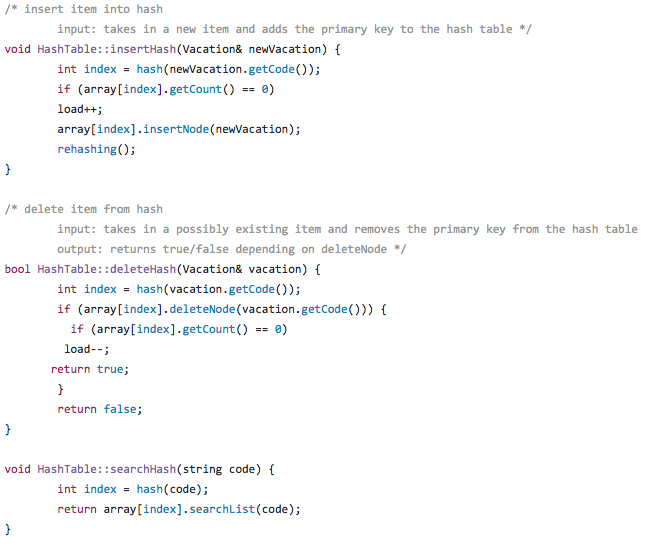 /* insert item into hash
        input: takes in a new item and adds the primary key to the hash table */
void HashTable::insertHash(Vacation& newVacation) {
        int index = hash(newVacation.getCode());
        if (array[index].getCount() == 0)
        load++;
        array[index].insertNode(newVacation);
        rehashing();
}

/* delete item from hash
        input: takes in a possibly existing item and removes the primary key from the hash table
        output: returns true/false depending on deleteNode */
bool HashTable::deleteHash(Vacation& vacation) {
        int index = hash(vacation.getCode());
        if (array[index].deleteNode(vacation.getCode())) {
          if (array[index].getCount() == 0)
         load--;
       return true;
        }
        return false;
}

void HashTable::searchHash(string code) {
        int index = hash(code);
        return array[index].searchList(code);
}